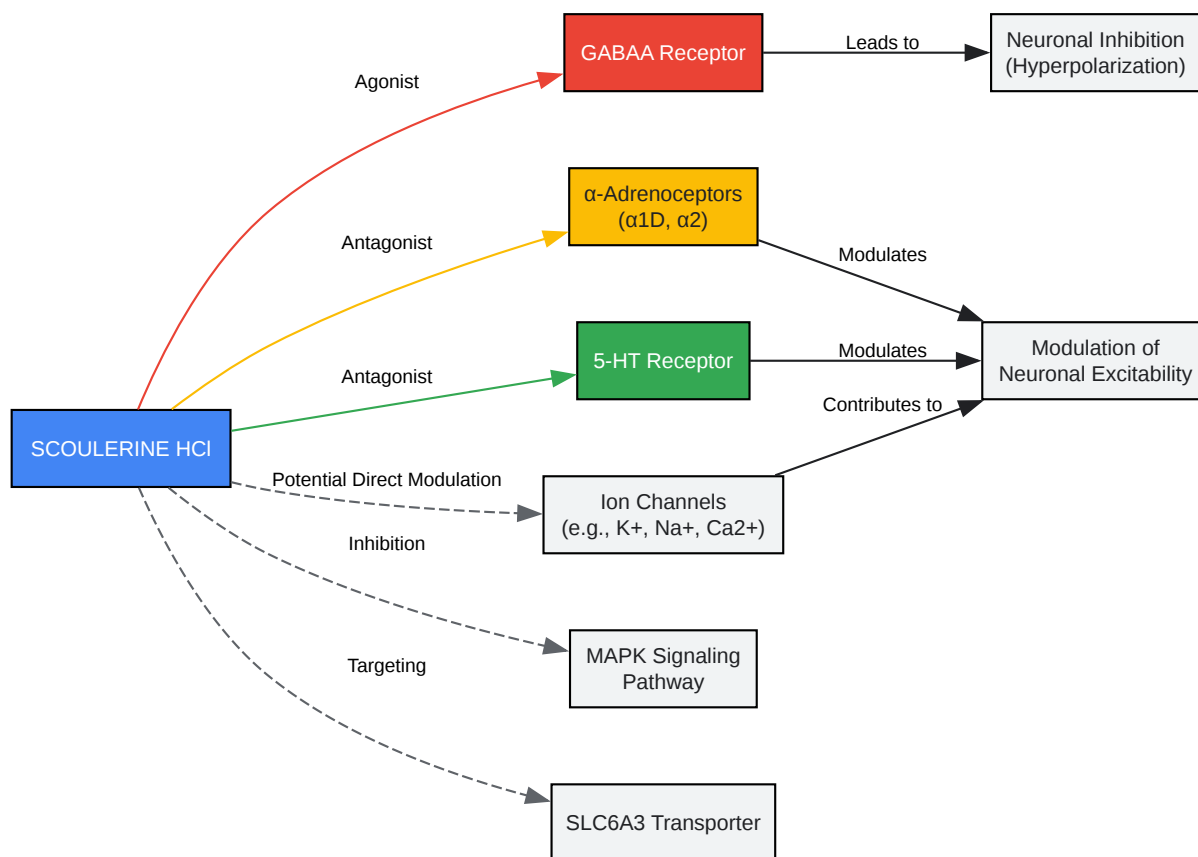 GABAA Receptor
Leads to
Neuronal Inhibition
(Hyperpolarization)
Agonist
α-Adrenoceptors
(α1D, α2)
Antagonist
Modulates
5-HT Receptor
Modulates
Modulation of
Neuronal Excitability
Antagonist
Contributes to
SCOULERINE HCl
Potential Direct Modulation
Ion Channels
(e.g., K+, Na+, Ca2+)
Inhibition
MAPK Signaling
Pathway
Targeting
SLC6A3 Transporter